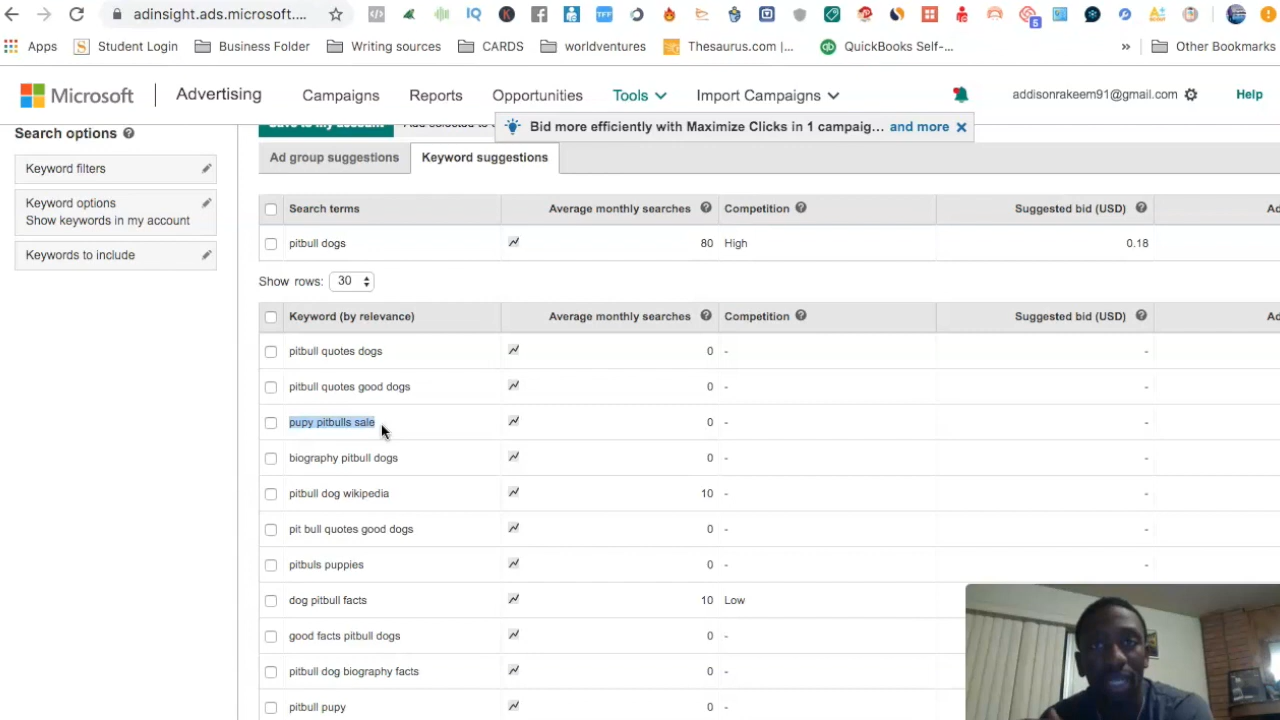 adinsight.ads.microsoft....
5
Apps
Student Login
Business Folder
Writing sources
CARDS
worldventures
Thesaurus.com |...
QuickBooks Self-...
»
Other Bookmarks
Microsoft
Advertising
Campaigns
Reports
Opportunities
Tools
Import Campaigns
addisonrakeem91@gmail.com
Help
Search options
Bid more efficiently with Maximize Clicks in 1 campaig... and more
Keyword filters
Keyword options
Show keywords in my account
Keywords to include
Ad group suggestions
Keyword suggestions
Search terms Average monthly searches Competition Suggested bid (USD) Ad
pitbull dogs 80 High 0.18
Show rows: 30
Keyword (by relevance) Average monthly searches Competition Suggested bid (USD) Ad
pitbull quotes dogs 0 - -
pitbull quotes good dogs 0 - -
pupy pitbulls sale 0 - -
biography pitbull dogs 0 - -
pitbull dog wikipedia 10 - -
pit bull quotes good dogs 0 - -
pitbuls puppies 0 - -
dog pitbull facts 10 Low
good facts pitbull dogs 0 -
pitbull dog biography facts 0 -
pitbull pupy 0 -